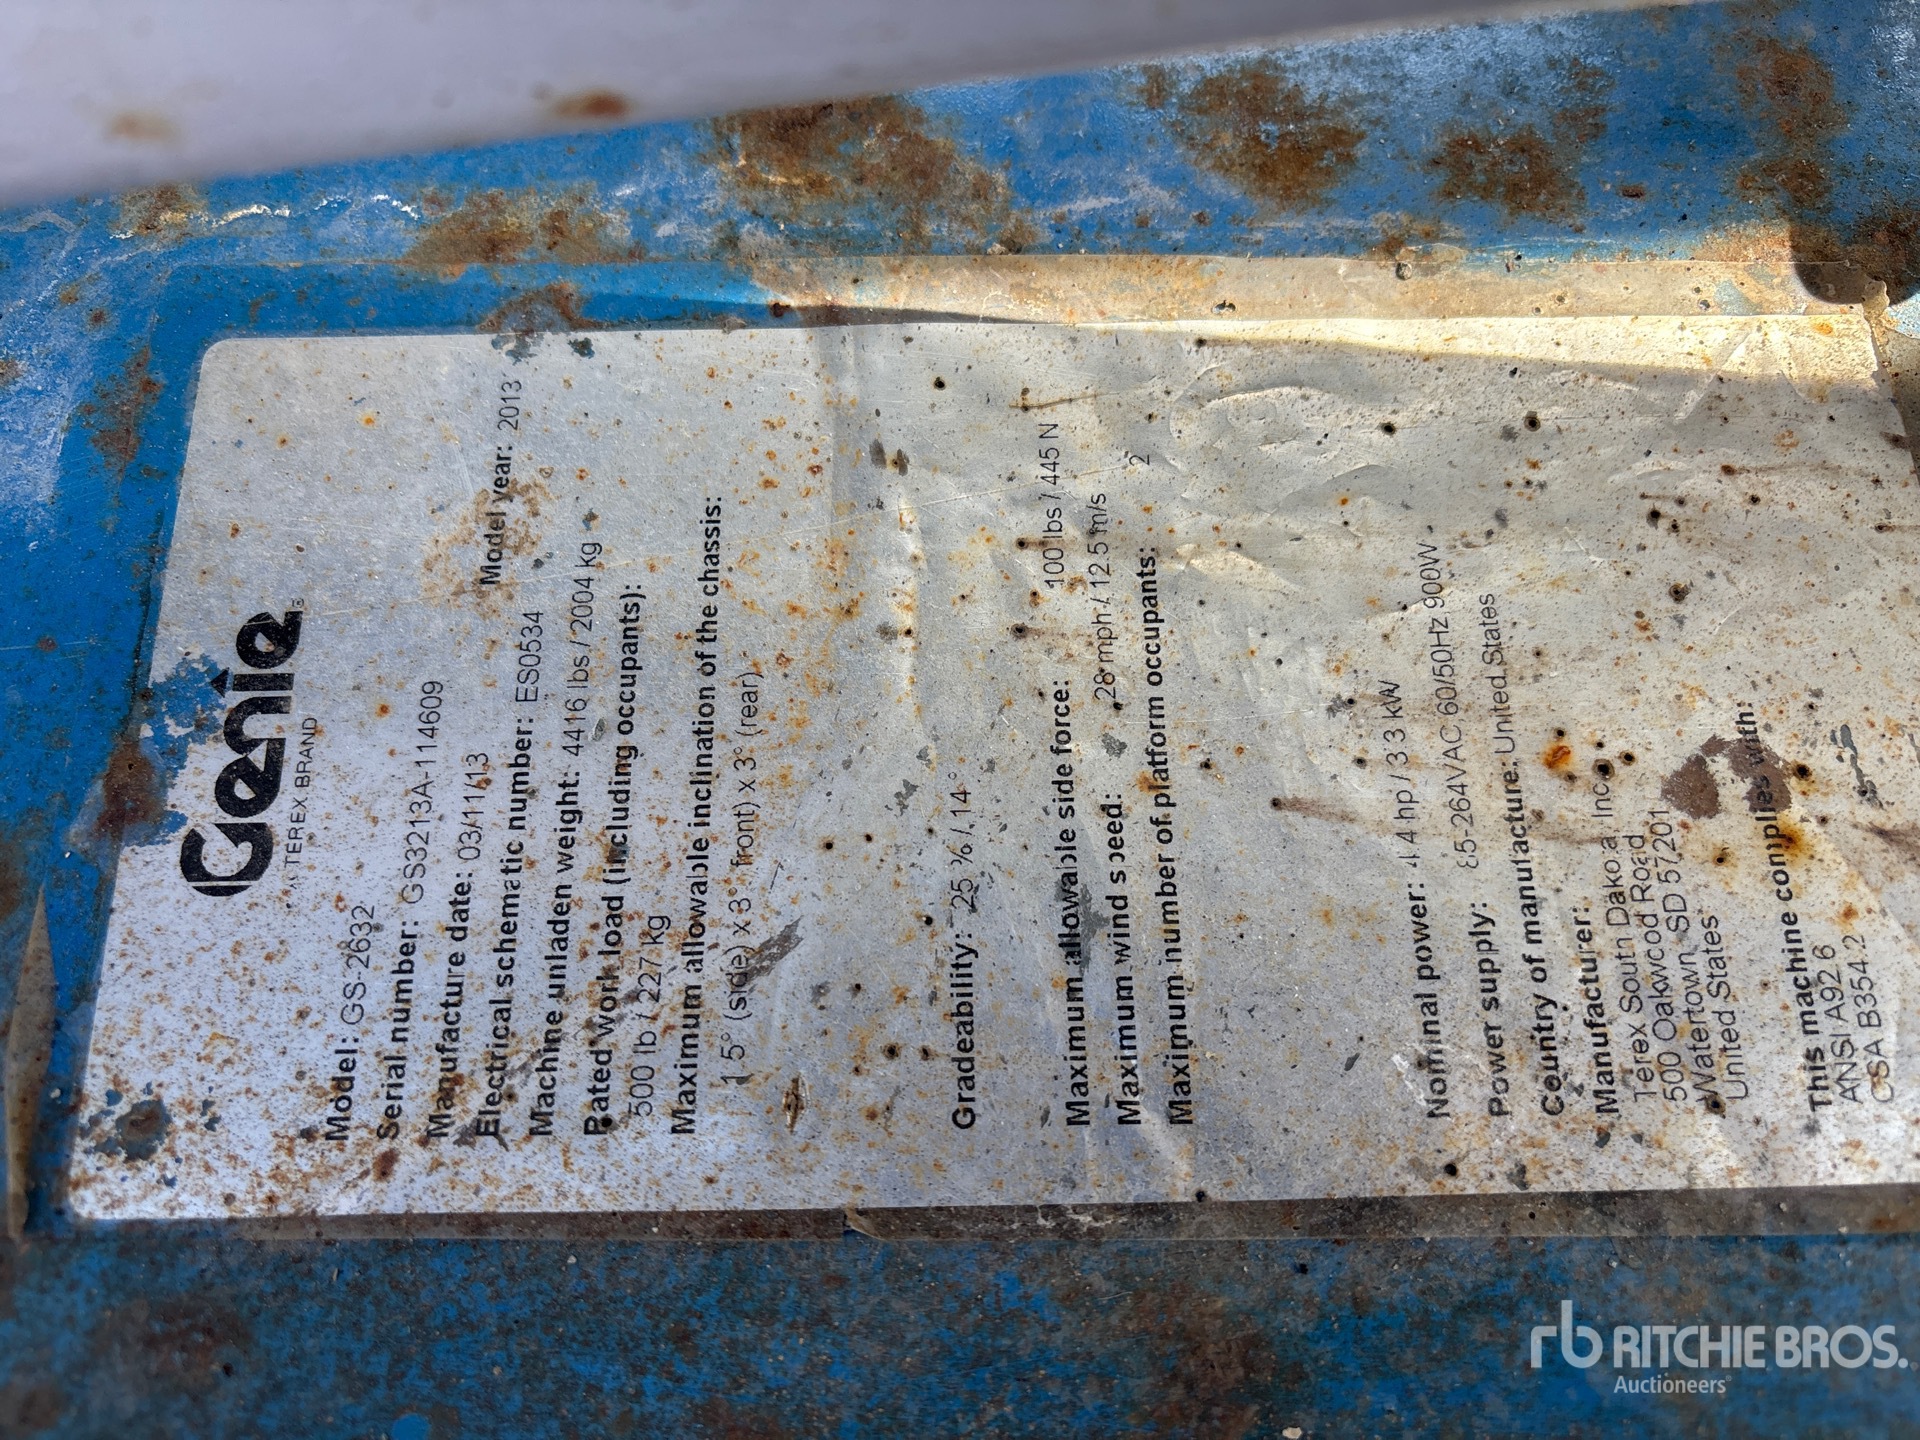 Genie
A TEREX BRAND
Model: GS-2632
Serial number: GS3213A-114609
Manufacture date: 03/11/13 Model year: 2013
Electrical schematic number: ES0534
Machine unladen weight: 4416 lbs / 2004 kg
Rated work load (including occupants):
500 lb / 227 kg
Maximum allowable inclination of the chassis:
1.5° (side) x 3° (front) x 3° (rear)
Gradeability: 25 % / 14°
Maximum allowable side force: 100 lbs / 445 N
Maximum wind speed: 28 mph / 12.5 m/s
Maximum number of platform occupants: 2
Nominal power: 4.4 hp / 3.3 kW
Power supply: 85-264VAC 60/50Hz 900W
Country of manufacture: United States
Manufacturer:
Terex South Dakota, Inc.
500 Oakwood Road
Watertown, SD 57201
United States
This machine complies with:
ANSI A92.6
CSA B354.2
rb RITCHIE BROS.
Auctioneers